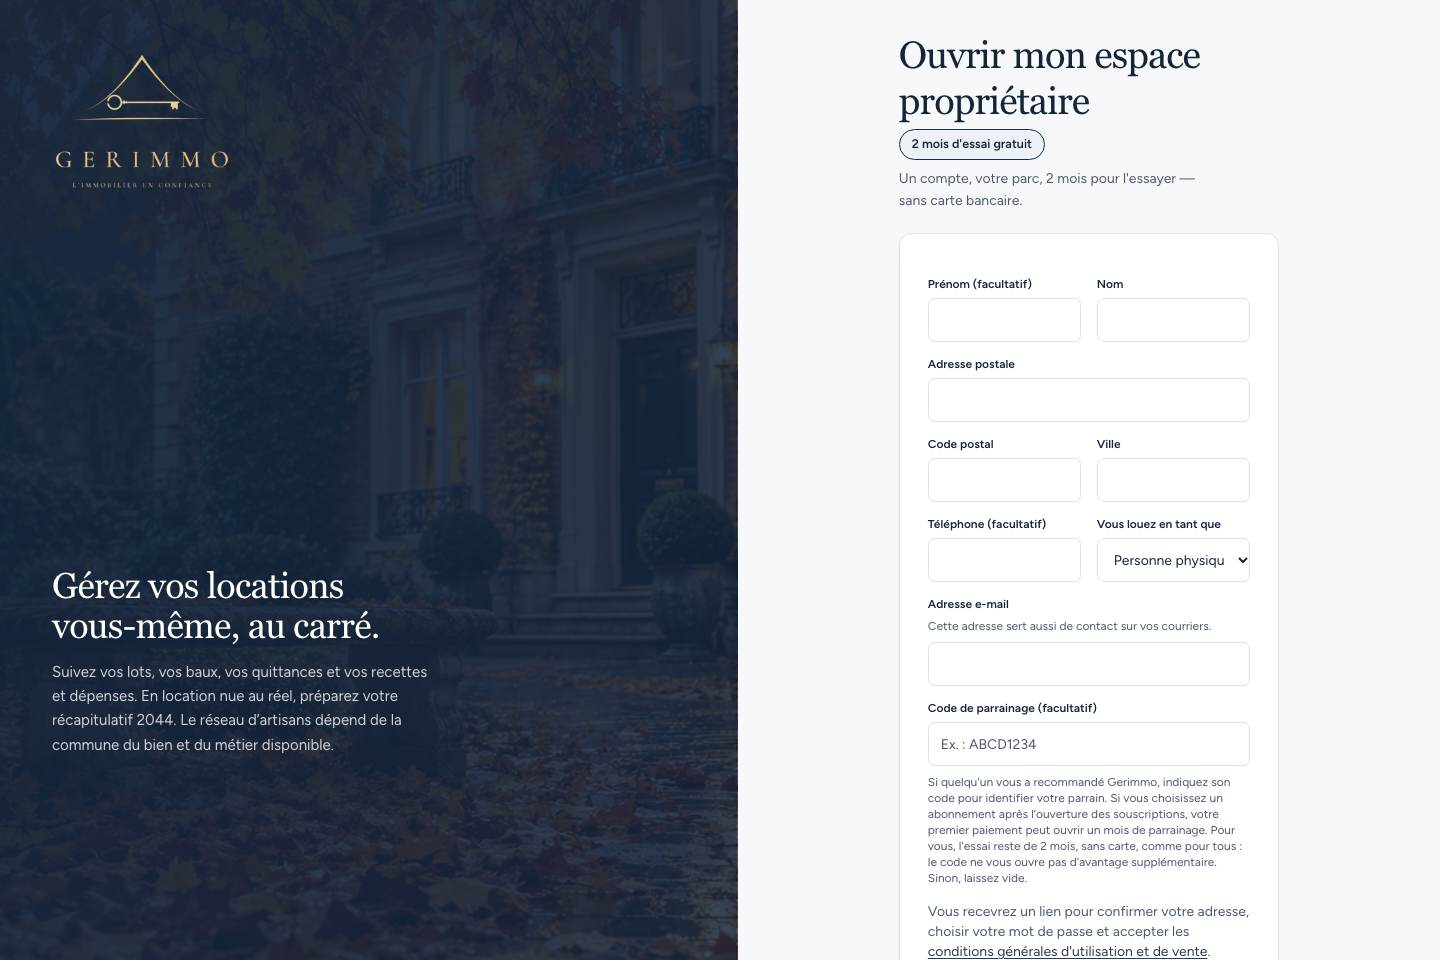 GERIMMO
L'IMMOBILIER EN CONFIANCE
Gérez vos locations
vous-même, au carré.
Suivez vos lots, vos baux, vos quittances et vos recettes
et dépenses. En location nue au réel, préparez votre
récapitulatif 2044. Le réseau d'artisans dépend de la
commune du bien et du métier disponible.
Ouvrir mon espace
propriétaire
2 mois d'essai gratuit
Un compte, votre parc, 2 mois pour l'essayer —
sans carte bancaire.
Prénom (facultatif)
Nom
Adresse postale
Code postal
Ville
Téléphone (facultatif)
Vous louez en tant que
Personne physiqu
Adresse e-mail
Cette adresse sert aussi de contact sur vos courriers.
Code de parrainage (facultatif)
Ex. : ABCD1234
Si quelqu'un vous a recommandé Gerimmo, indiquez son
code pour identifier votre parrain. Si vous choisissez un
abonnement après l'ouverture des souscriptions, votre
premier paiement peut ouvrir un mois de parrainage. Pour
vous, l'essai reste de 2 mois, sans carte, comme pour tous :
le code ne vous ouvre pas d'avantage supplémentaire.
Sinon, laissez vide.
Vous recevrez un lien pour confirmer votre adresse,
choisir votre mot de passe et accepter les
conditions générales d'utilisation et de vente.